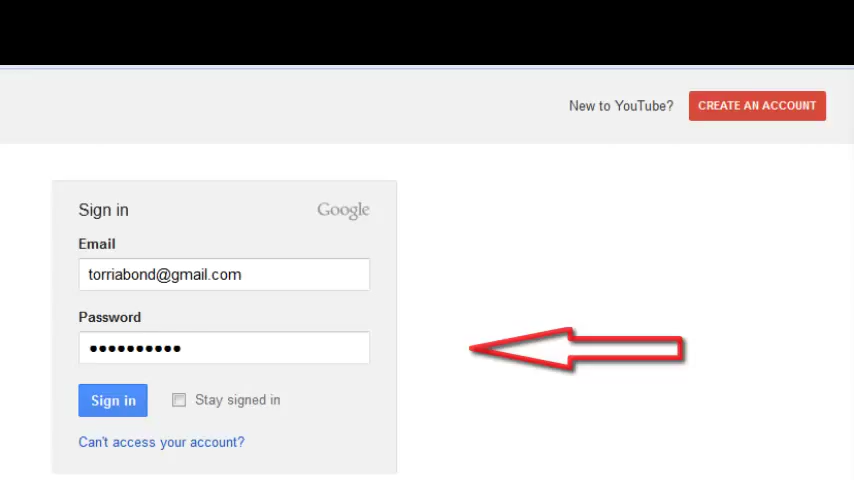 New to YouTube? CREATE AN ACCOUNT
Sign in Google
Email
torriabond@gmail.com
Password
●●●●●●●●●●
Sign in Stay signed in
Can't access your account?